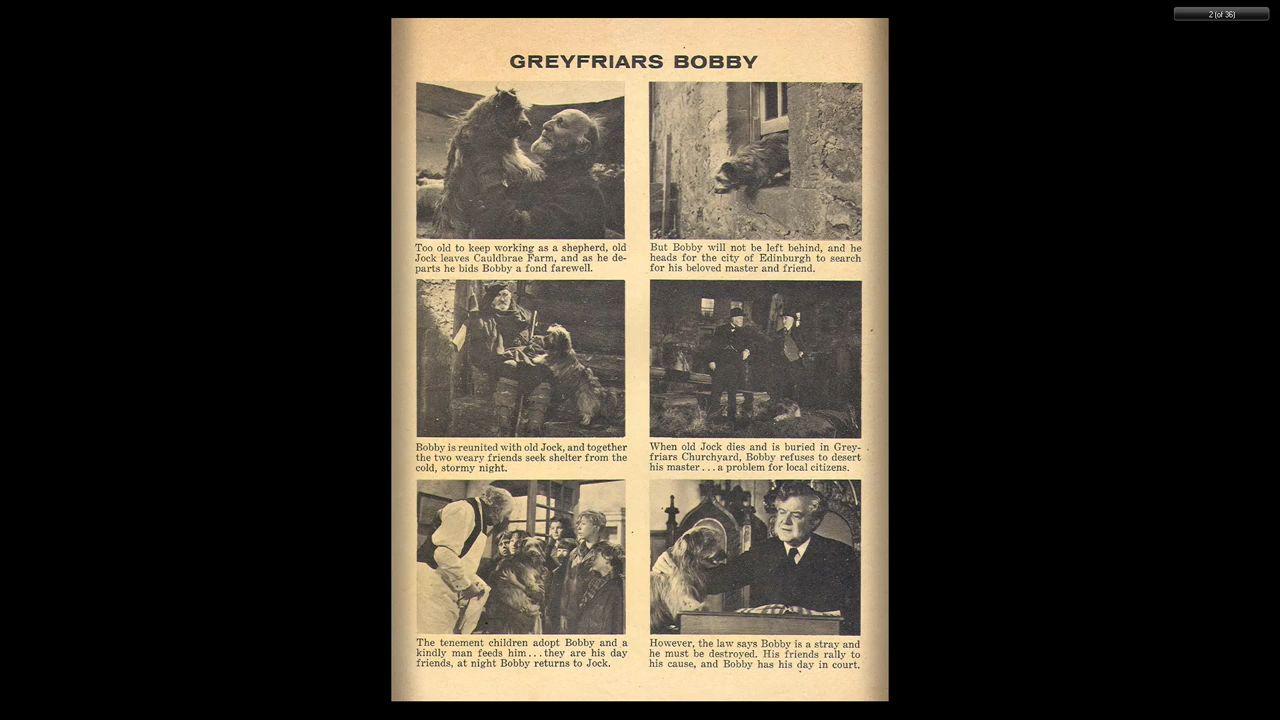 2 (of 36)
GREYFRIARS BOBBY
Too old to keep working as a shepherd, old
Jock leaves Cauldbrae Farm, and as he de-
parts he bids Bobby a fond farewell.
But Bobby will not be left behind, and he
heads for the city of Edinburgh to search
for his beloved master and friend.
Bobby is reunited with old Jock, and together
the two weary friends seek shelter from the
cold, stormy night.
When old Jock dies and is buried in Grey-
friars Churchyard, Bobby refuses to desert
his master . . . a problem for local citizens.
The tenement children adopt Bobby and a
kindly man feeds him . . . they are his day
friends, at night Bobby returns to Jock.
However, the law says Bobby is a stray and
he must be destroyed. His friends rally to
his cause, and Bobby has his day in court.